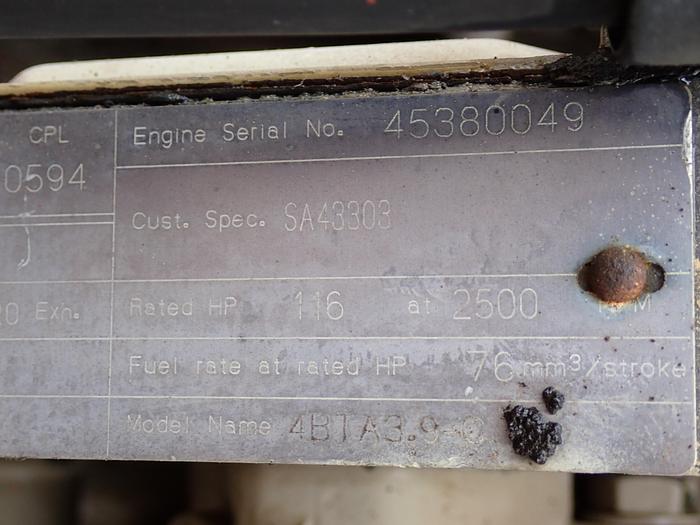 CPL
Engine Serial No. 45380049
0594
Cust. Spec. SA43303
20 Exh.
Rated HP 116 at 2500
Fuel rate at rated HP 76 mm³/stroke
Model Name 4BTA3.9-C